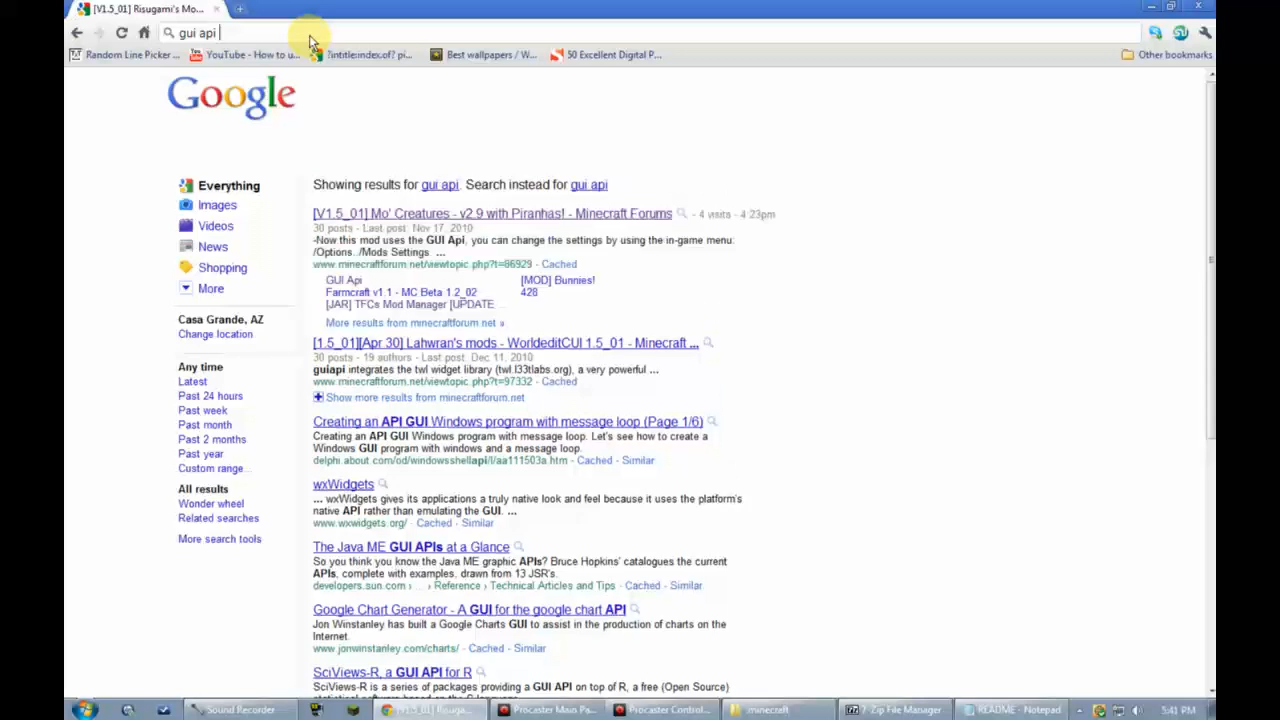 [V1.5_01] Risugami's Mo...
gui api
Random Line Picker ...
YouTube - How to u...
?intitle:index.of? pi...
Best wallpapers / W...
50 Excellent Digital P...
Other bookmarks
Google
Everything
Images
Videos
News
Shopping
More
Casa Grande, AZ
Change location
Any time
Latest
Past 24 hours
Past week
Past month
Past 2 months
Past year
Custom range...
All results
Wonder wheel
Related searches
More search tools
Showing results for gui api. Search instead for gui api
[V1.5_01] Mo' Creatures - v2.9 with Piranhas! - Minecraft Forums - 4 visits - 4:23pm
30 posts - Last post: Nov 17, 2010
-Now this mod uses the GUI Api, you can change the settings by using the in-game menu:
/Options../Mods Settings. ...
www.minecraftforum.net/viewtopic.php?t=86929 - Cached
GUI Api [MOD] Bunnies!
Farmcraft v1.1 - MC Beta 1.2_02 428
[JAR] TFCs Mod Manager [UPDATE ...
More results from minecraftforum.net »
[1.5_01][Apr 30] Lahwran's mods - WorldeditCUI 1.5_01 - Minecraft ...
30 posts - 19 authors - Last post: Dec 11, 2010
guiapi integrates the twl widget library (twl.l33tlabs.org), a very powerful ...
www.minecraftforum.net/viewtopic.php?t=97332 - Cached
Show more results from minecraftforum.net
Creating an API GUI Windows program with message loop (Page 1/6)
Creating an API GUI Windows program with message loop. Let's see how to create a
Windows GUI program with windows and a message loop.
delphi.about.com/od/windowsshellapi/l/aa111503a.htm - Cached - Similar
wxWidgets
... wxWidgets gives its applications a truly native look and feel because it uses the platform's
native API rather than emulating the GUI. ...
www.wxwidgets.org/ - Cached - Similar
The Java ME GUI APIs at a Glance
So you think you know the Java ME graphic APIs? Bruce Hopkins' catalogues the current
APIs, complete with examples, drawn from 13 JSR's.
developers.sun.com › ... › Reference › Technical Articles and Tips - Cached - Similar
Google Chart Generator - A GUI for the google chart API
Jon Winstanley has built a Google Charts GUI to assist in the production of charts on the
Internet.
www.jonwinstanley.com/charts/ - Cached - Similar
SciViews-R, a GUI API for R
SciViews-R is a series of packages providing a GUI API on top of R, a free (Open Source)
Sound Recorder
[V1.5_01] Risuga...
Procaster Main Pa...
Procaster Control...
.minecraft
7-Zip File Manager
README - Notepad
5:41 PM